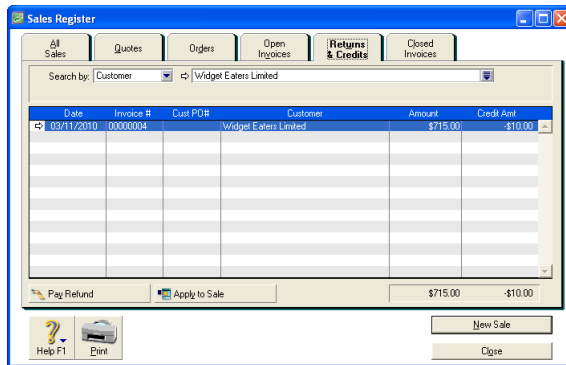 Sales Register
All Sales
Quotes
Orders
Open Invoices
Returns & Credits
Closed Invoices
Search by: Customer Widget Eaters Limited
Date Invoice # Cust PO# Customer Amount Credit Amt
03/11/2010 00000004 Widget Eaters Limited $715.00 -$10.00
Pay Refund Apply to Sale $715.00 -$10.00
Help F1 Print
New Sale
Close